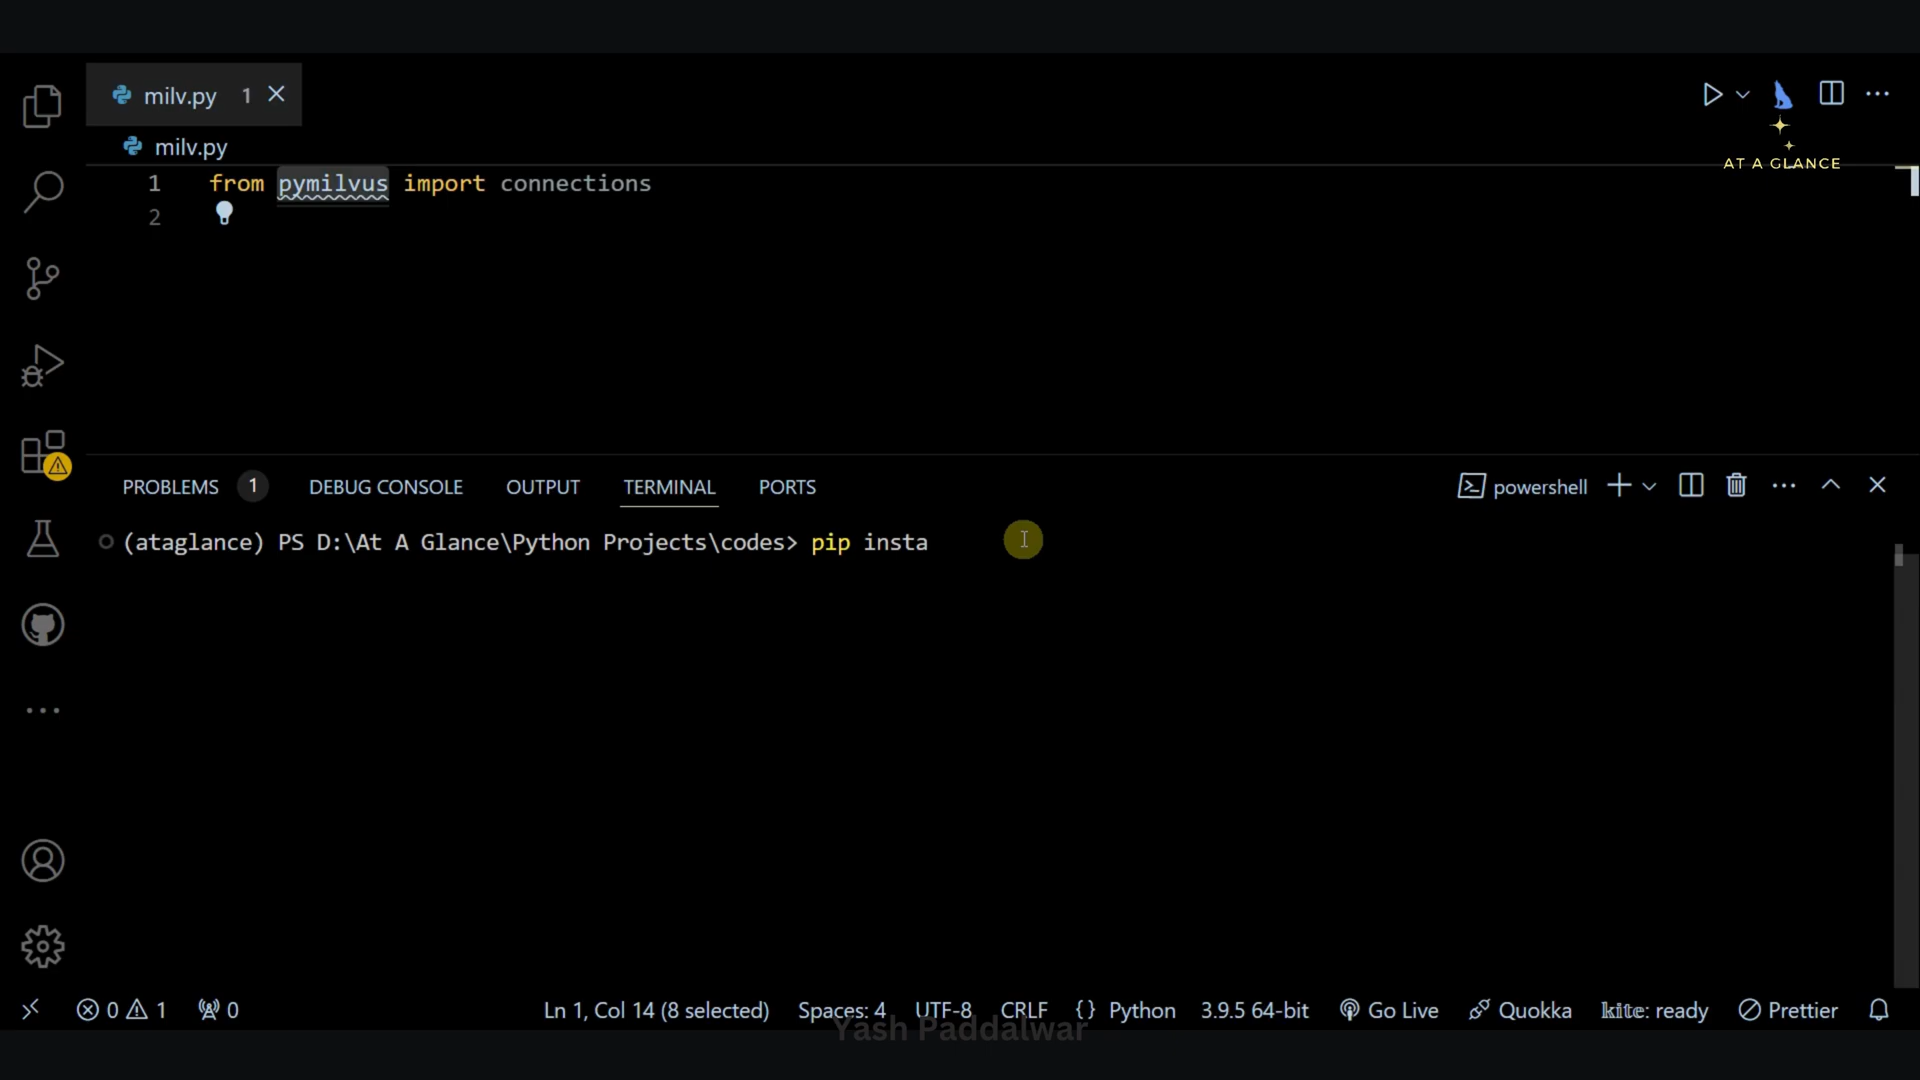 milv.py 1
AT A GLANCE
milv.py
1 from pymilvus import connections
2
PROBLEMS 1 DEBUG CONSOLE OUTPUT TERMINAL PORTS powershell
(ataglance) PS D:\At A Glance\Python Projects\codes> pip insta
0 1 0 Ln 1, Col 14 (8 selected) Spaces: 4 UTF-8 CRLF {} Python 3.9.5 64-bit Go Live Quokka kite: ready Prettier
Yash Paddalwar